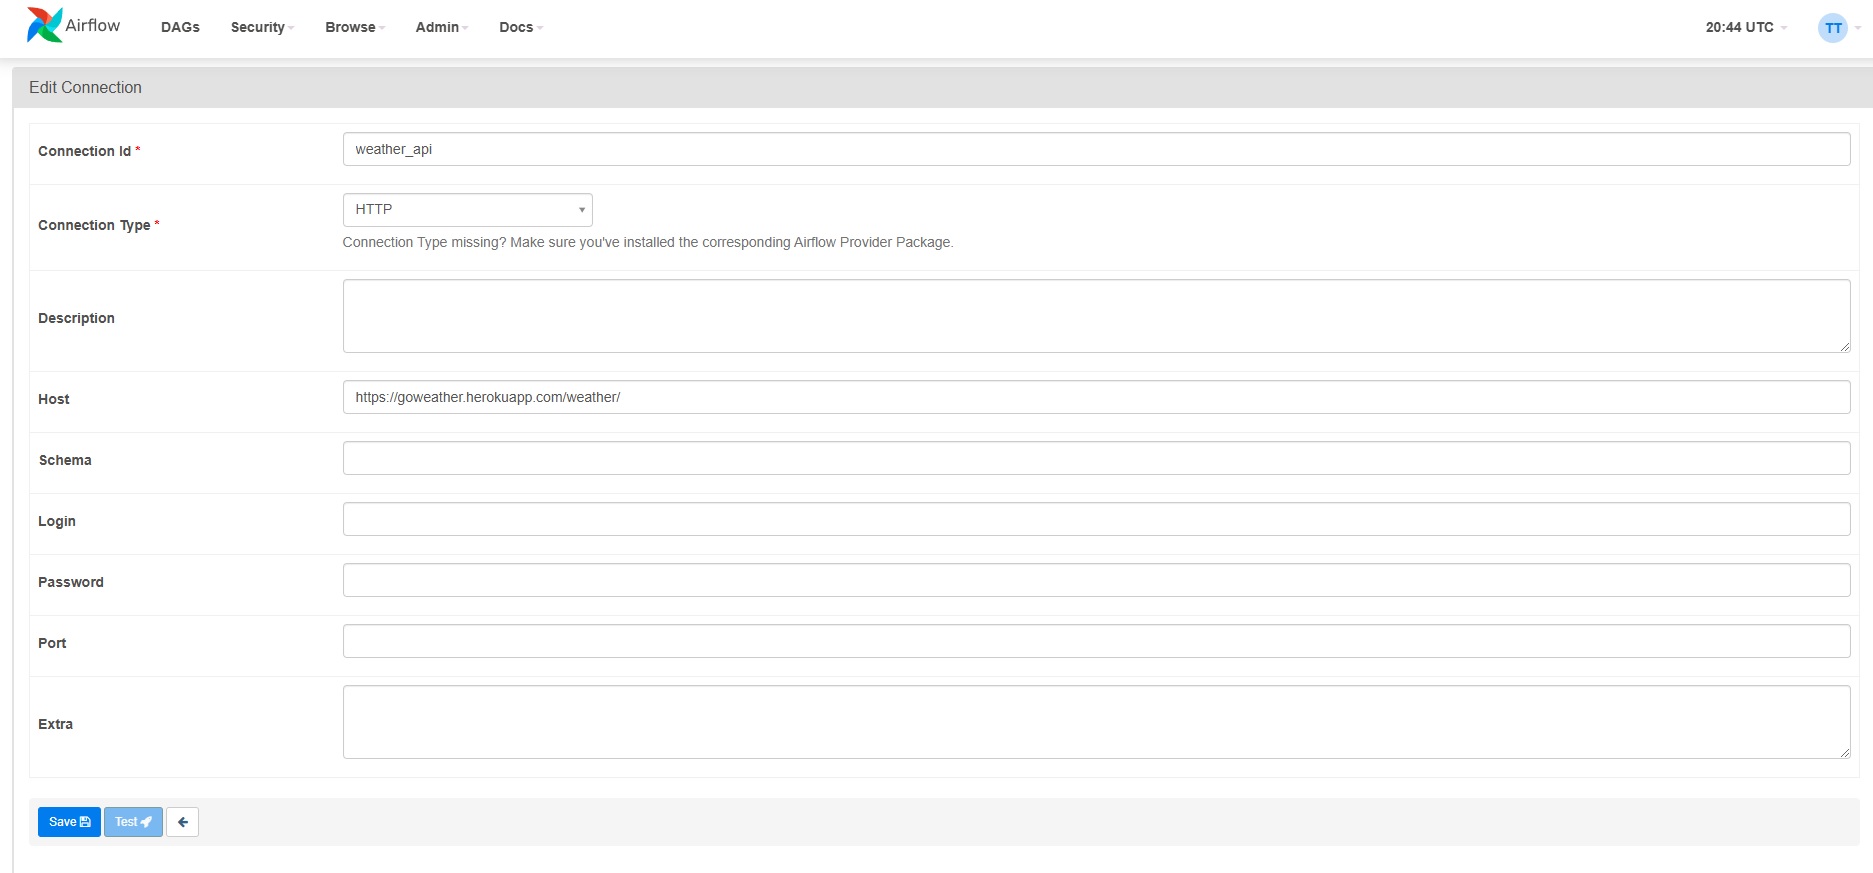 Airflow DAGs Security Browse Admin Docs 20:44 UTC TT
Edit Connection
Connection Id * weather_api
Connection Type * HTTP
Connection Type missing? Make sure you've installed the corresponding Airflow Provider Package.
Description
Host https://goweather.herokuapp.com/weather/
Schema
Login
Password
Port
Extra
Save Test